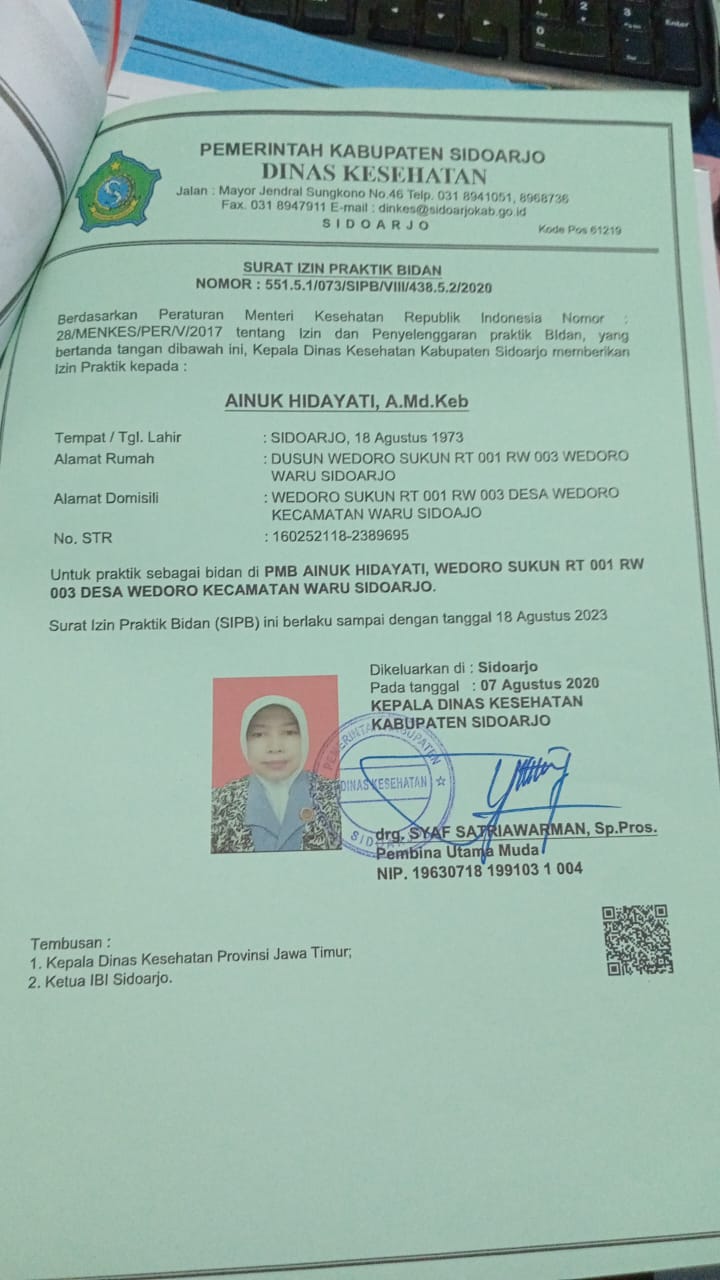 PEMERINTAH KABUPATEN SIDOARJO
DINAS KESEHATAN
Jalan : Mayor Jendral Sungkono No.46 Telp. 031 8941051, 8968736
Fax. 031 8947911 E-mail : dinkes@sidoarjokab.go.id
S I D O A R J O
Kode Pos 61219
SURAT IZIN PRAKTIK BIDAN
NOMOR : 551.5.1/073/SIPB/VIII/438.5.2/2020
Berdasarkan Peraturan Menteri Kesehatan Republik Indonesia Nomor :
28/MENKES/PER/V/2017 tentang Izin dan Penyelenggaran praktik BIdan, yang
bertanda tangan dibawah ini, Kepala Dinas Kesehatan Kabupaten Sidoarjo memberikan
Izin Praktik kepada :
AINUK HIDAYATI, A.Md.Keb
Tempat / Tgl. Lahir : SIDOARJO, 18 Agustus 1973
Alamat Rumah : DUSUN WEDORO SUKUN RT 001 RW 003 WEDORO
WARU SIDOARJO
Alamat Domisili : WEDORO SUKUN RT 001 RW 003 DESA WEDORO
KECAMATAN WARU SIDOAJO
No. STR : 160252118-2389695
Untuk praktik sebagai bidan di PMB AINUK HIDAYATI, WEDORO SUKUN RT 001 RW
003 DESA WEDORO KECAMATAN WARU SIDOARJO.
Surat Izin Praktik Bidan (SIPB) ini berlaku sampai dengan tanggal 18 Agustus 2023
Dikeluarkan di : Sidoarjo
Pada tanggal : 07 Agustus 2020
KEPALA DINAS KESEHATAN
KABUPATEN SIDOARJO
PEMERINTAH KABUPATEN
DINAS KESEHATAN
drg. SYAF SATRIAWARMAN, Sp.Pros.
Pembina Utama Muda
NIP. 19630718 199103 1 004
Tembusan :
1. Kepala Dinas Kesehatan Provinsi Jawa Timur;
2. Ketua IBI Sidoarjo.
0
2
3
Enter